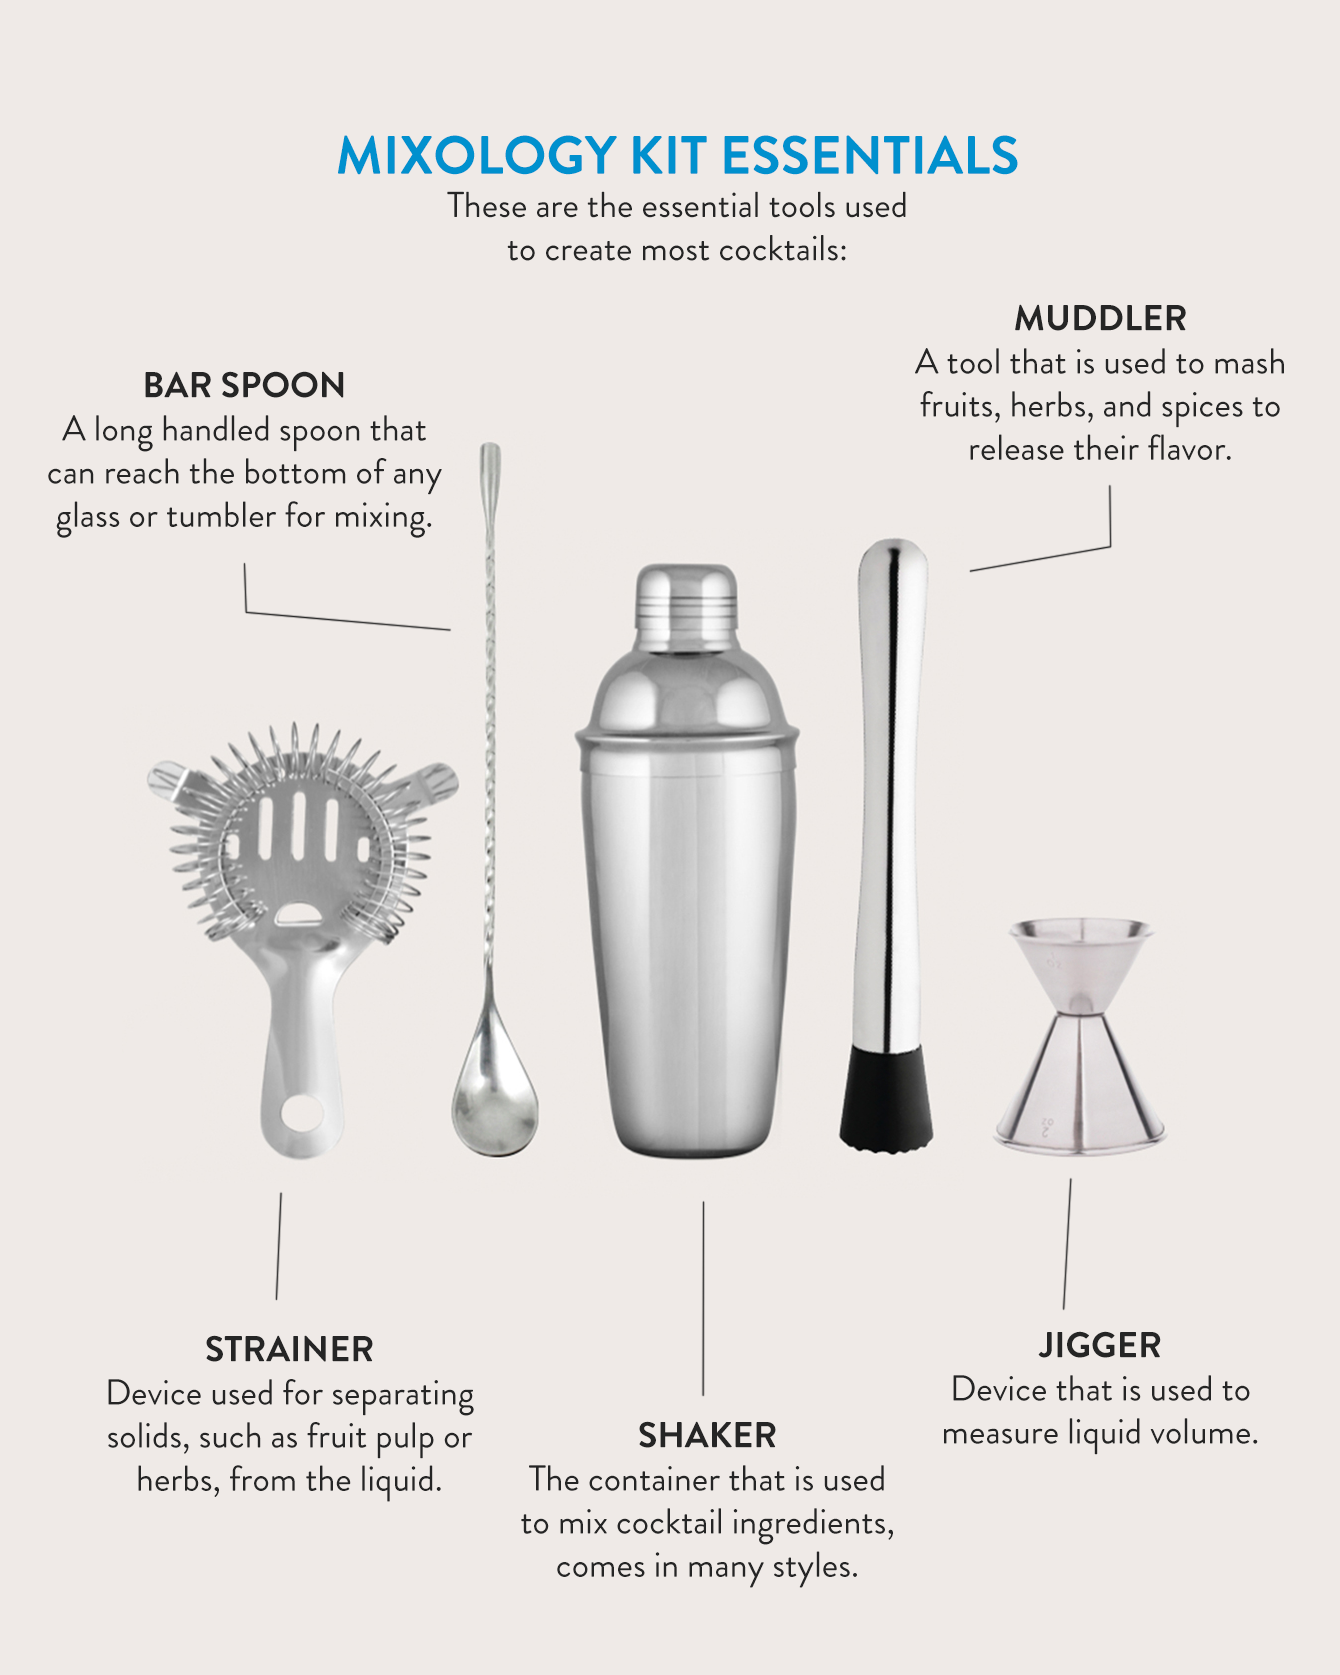 MIXOLOGY KIT ESSENTIALS
These are the essential tools used
to create most cocktails:
MUDDLER
A tool that is used to mash
fruits, herbs, and spices to
release their flavor.
BAR SPOON
A long handled spoon that
can reach the bottom of any
glass or tumbler for mixing.
STRAINER
Device used for separating
solids, such as fruit pulp or
herbs, from the liquid.
SHAKER
The container that is used
to mix cocktail ingredients,
comes in many styles.
JIGGER
Device that is used to
measure liquid volume.